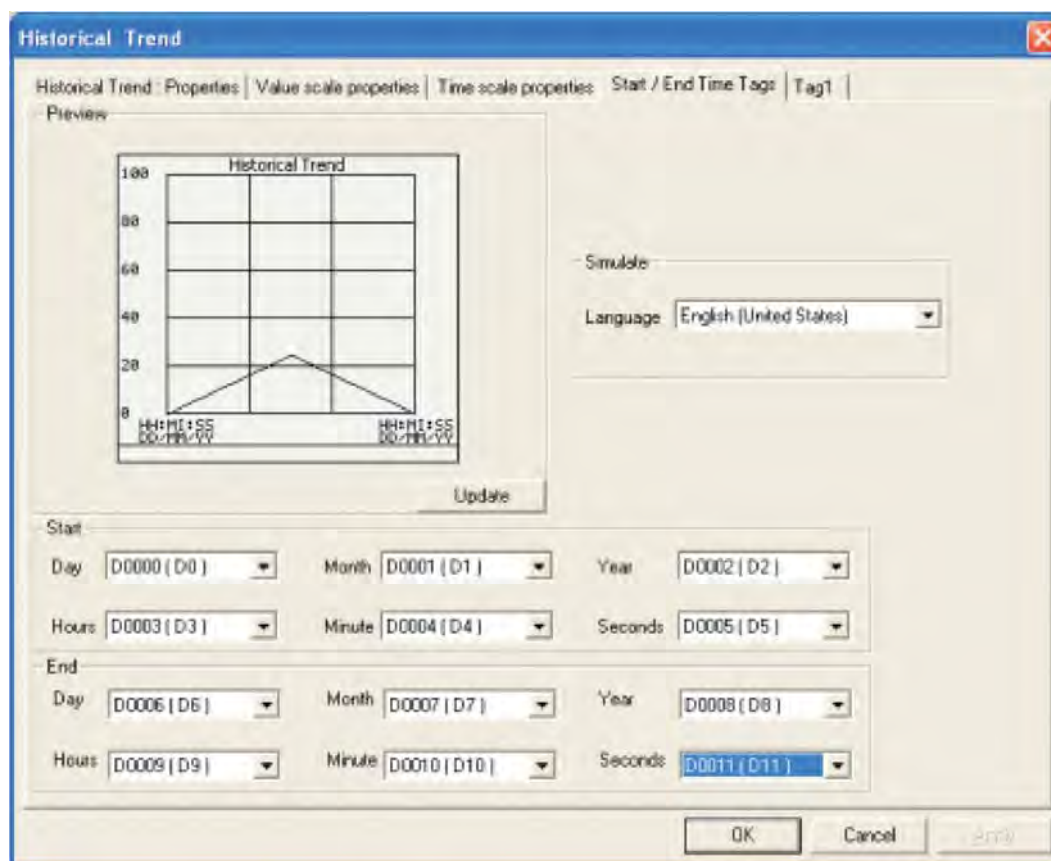 Historical Trend
Historical Trend : Properties | Value scale properties | Time scale properties | Start / End Time Tags | Tag1
Preview
Historical Trend
100
80
60
40
20
0
HH:MI:SS HH:MI:SS
DD/MM/YY DD/MM/YY
Update
Simulate
Language English (United States)
Start
Day D0000 ( D0 ) Month D0001 ( D1 ) Year D0002 ( D2 )
Hours D0003 ( D3 ) Minute D0004 ( D4 ) Seconds D0005 ( D5 )
End
Day D0006 ( D6 ) Month D0007 ( D7 ) Year D0008 ( D8 )
Hours D0009 ( D9 ) Minute D0010 ( D10 ) Seconds D0011 ( D11 )
OK Cancel Apply